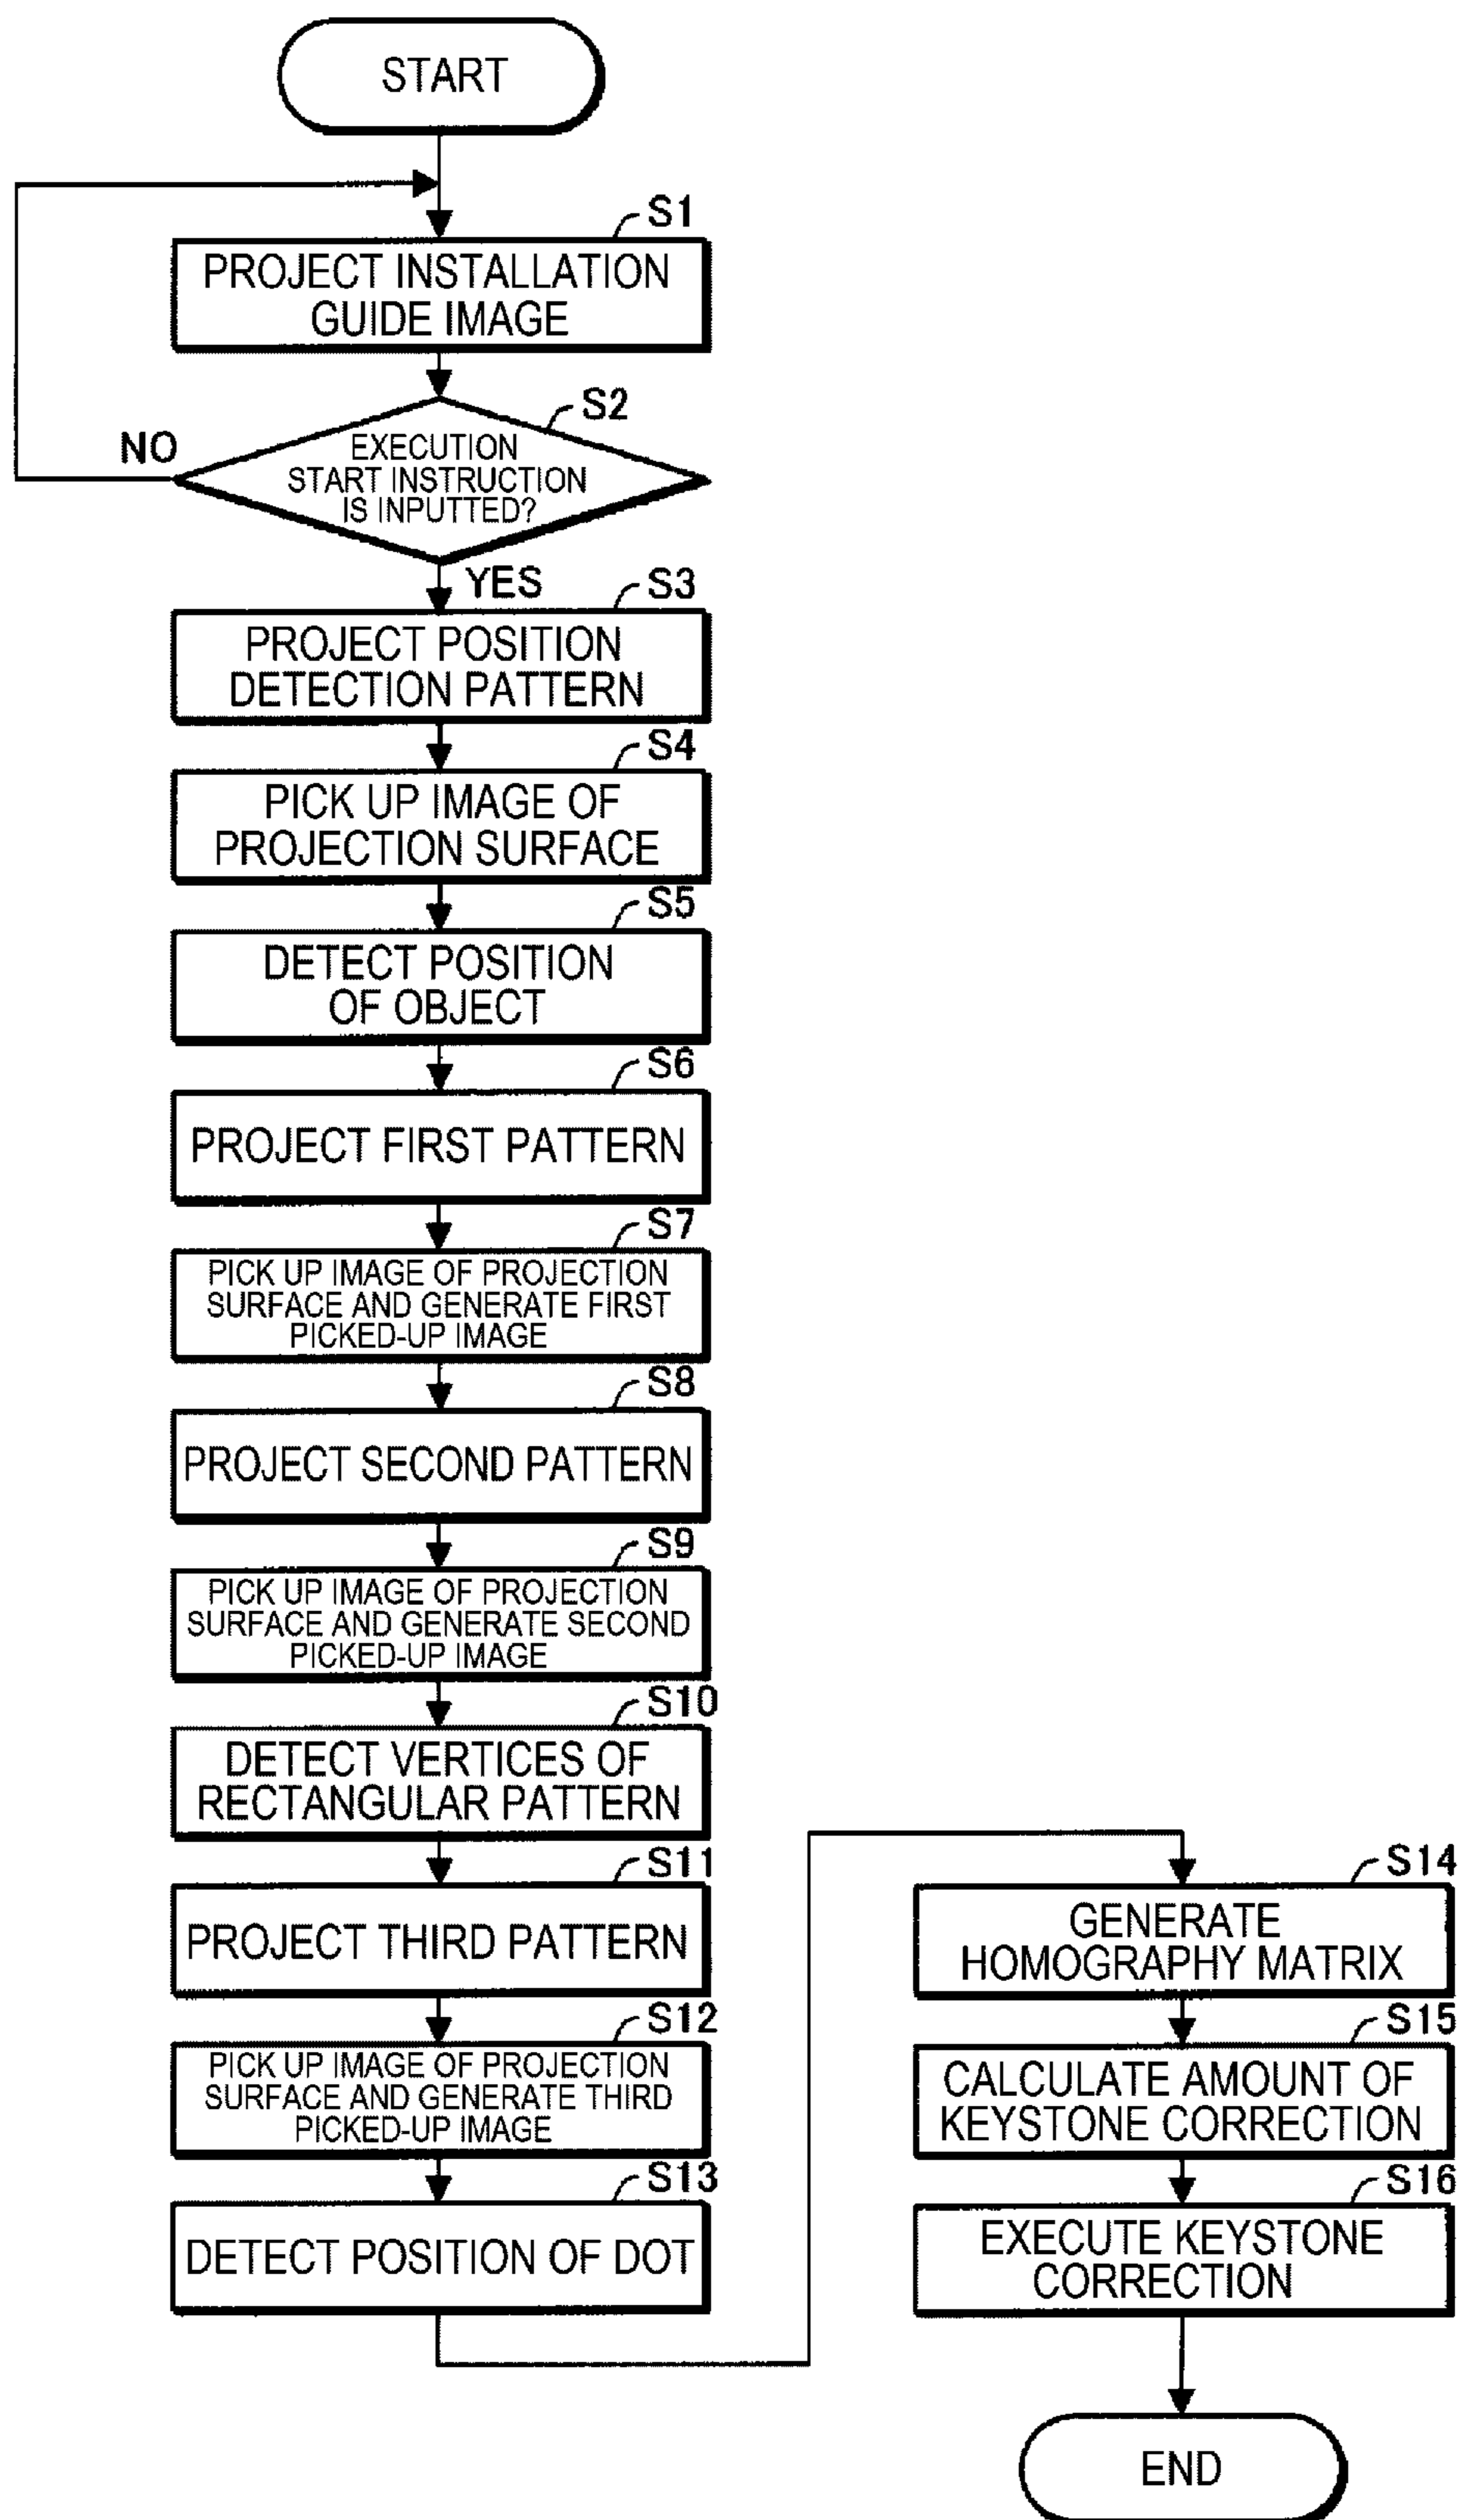 START
S1
PROJECT INSTALLATION
GUIDE IMAGE
S2
NO
EXECUTION
START INSTRUCTION
IS INPUTTED?
YES
S3
PROJECT POSITION
DETECTION PATTERN
S4
PICK UP IMAGE OF
PROJECTION SURFACE
S5
DETECT POSITION
OF OBJECT
S6
PROJECT FIRST PATTERN
S7
PICK UP IMAGE OF PROJECTION
SURFACE AND GENERATE FIRST
PICKED-UP IMAGE
S8
PROJECT SECOND PATTERN
S9
PICK UP IMAGE OF PROJECTION
SURFACE AND GENERATE SECOND
PICKED-UP IMAGE
S10
DETECT VERTICES OF
RECTANGULAR PATTERN
S11
PROJECT THIRD PATTERN
S12
PICK UP IMAGE OF PROJECTION
SURFACE AND GENERATE THIRD
PICKED-UP IMAGE
S13
DETECT POSITION OF DOT
S14
GENERATE
HOMOGRAPHY MATRIX
S15
CALCULATE AMOUNT OF
KEYSTONE CORRECTION
S16
EXECUTE KEYSTONE
CORRECTION
END